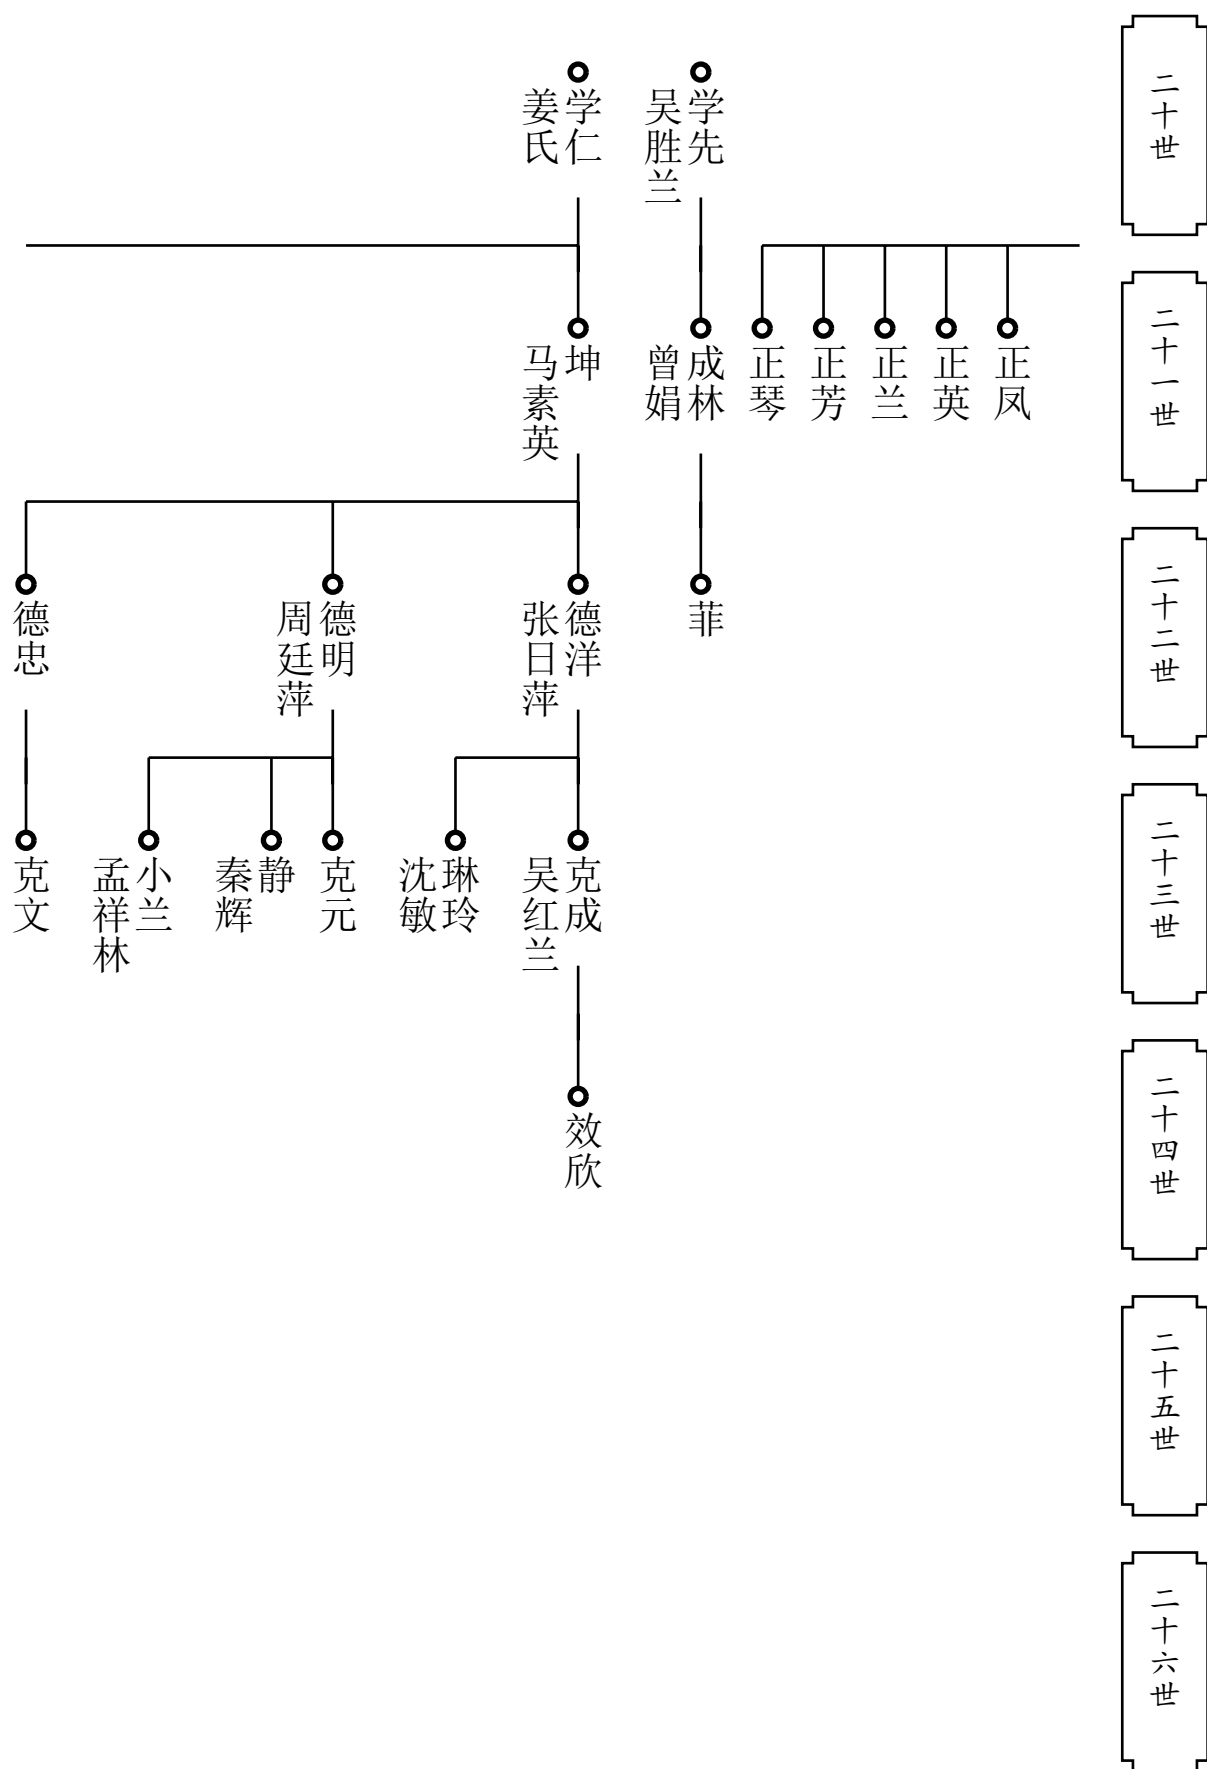 二十世
学先
吴胜兰
学仁
姜氏
二十一世
正凤
正英
正兰
正芳
正琴
成林
曾娟
坤
马素英
二十二世
菲
德洋
张日萍
德明
周廷萍
德忠
二十三世
克成
吴红兰
琳玲
沈敏
克元
静
秦辉
小兰
孟祥林
克文
二十四世
效欣
二十五世
二十六世